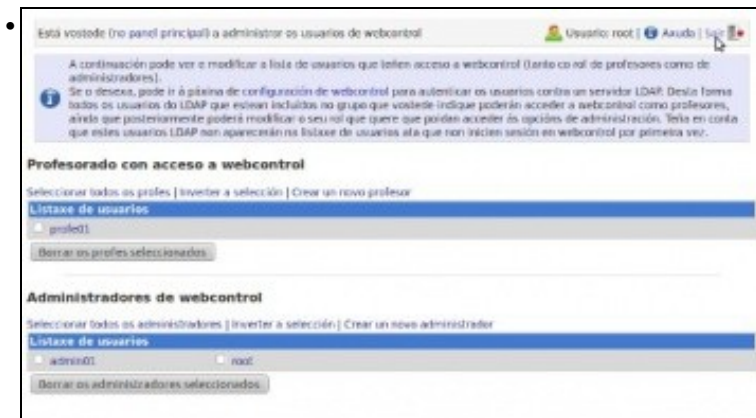 Está vostede (no panel principal) a administrar os usuarios de webcontrol
Usuario: root | Axuda | Sair
A continuación pode ver e modificar a lista de usuarios que teñen acceso a webcontrol (tanto co rol de profesores como de
administradores).
Se o desexa, pode ir á páxina de configuración de webcontrol para autenticar os usuarios contra un servidor LDAP. Desta forma
todos os usuarios do LDAP que estean incluídos no grupo que vostede indique poderán acceder a webcontrol como profesores,
aínda que posteriormente poderá modificar o seu rol que quere que poidan acceder ás opcións de administración. Teña en conta
que estes usuarios LDAP non aparecerán na listaxe de usuarios ata que non inicien sesión en webcontrol por primeira vez.
Profesorado con acceso a webcontrol
Seleccionar todos os profes | Inverter a selección | Crear un novo profesor
Listaxe de usuarios
profe01
Borrar os profes seleccionados
Administradores de webcontrol
Seleccionar todos os administradores | Inverter a selección | Crear un novo administrador
Listaxe de usuarios
admin01 root
Borrar os administradores seleccionados